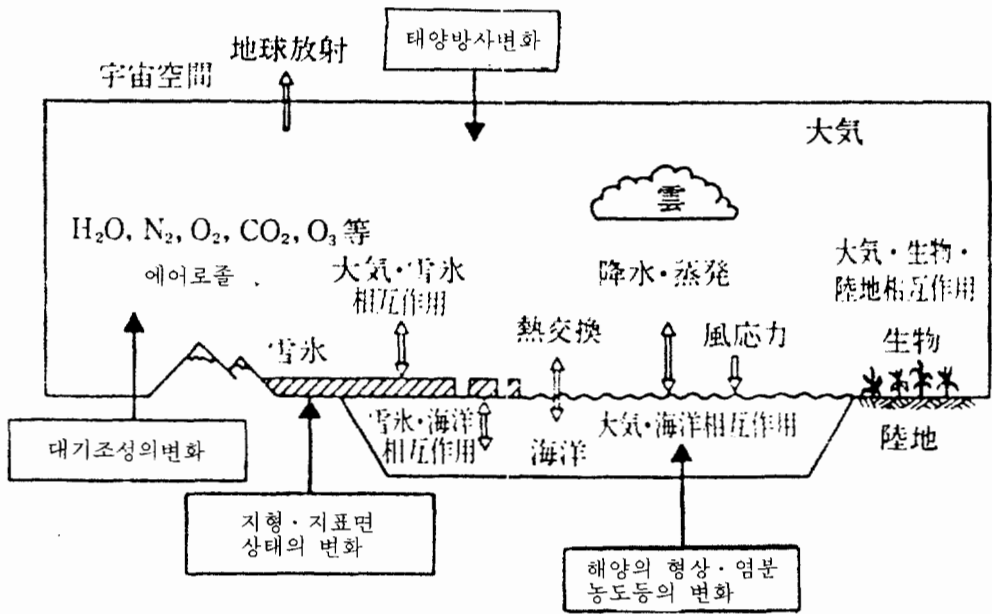 태양방사변화
地球放射
宇宙空間
大気
雲
H₂O, N₂, O₂, CO₂, O₃ 等
에어로졸
大気・雪氷
相互作用
降水・蒸発
大気・生物・
陸地相互作用
熱交換
風応力
雪氷
生物
雪氷・海洋
相互作用
海洋
大気・海洋相互作用
陸地
대기조성의변화
지형·지표면
상태의 변화
해양의 형상·염분
농도등의 변화